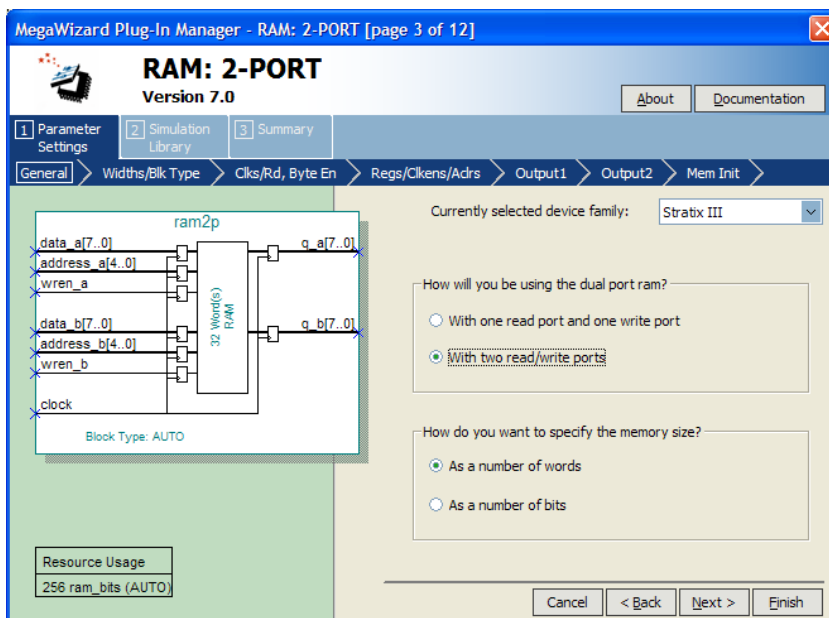 MegaWizard Plug-In Manager - RAM: 2-PORT [page 3 of 12]
RAM: 2-PORT
Version 7.0
About
Documentation
1 Parameter Settings
2 Simulation Library
3 Summary
General
Widths/Blk Type
Clks/Rd, Byte En
Regs/Clkens/Adrs
Output1
Output2
Mem Init
ram2p
data_a[7..0]
address_a[4..0]
wren_a
data_b[7..0]
address_b[4..0]
wren_b
clock
32 Word(s)
RAM
q_a[7..0]
q_b[7..0]
Block Type: AUTO
Resource Usage
256 ram_bits (AUTO)
Currently selected device family:
Stratix III
How will you be using the dual port ram?
With one read port and one write port
With two read/write ports
How do you want to specify the memory size?
As a number of words
As a number of bits
Cancel
< Back
Next >
Finish